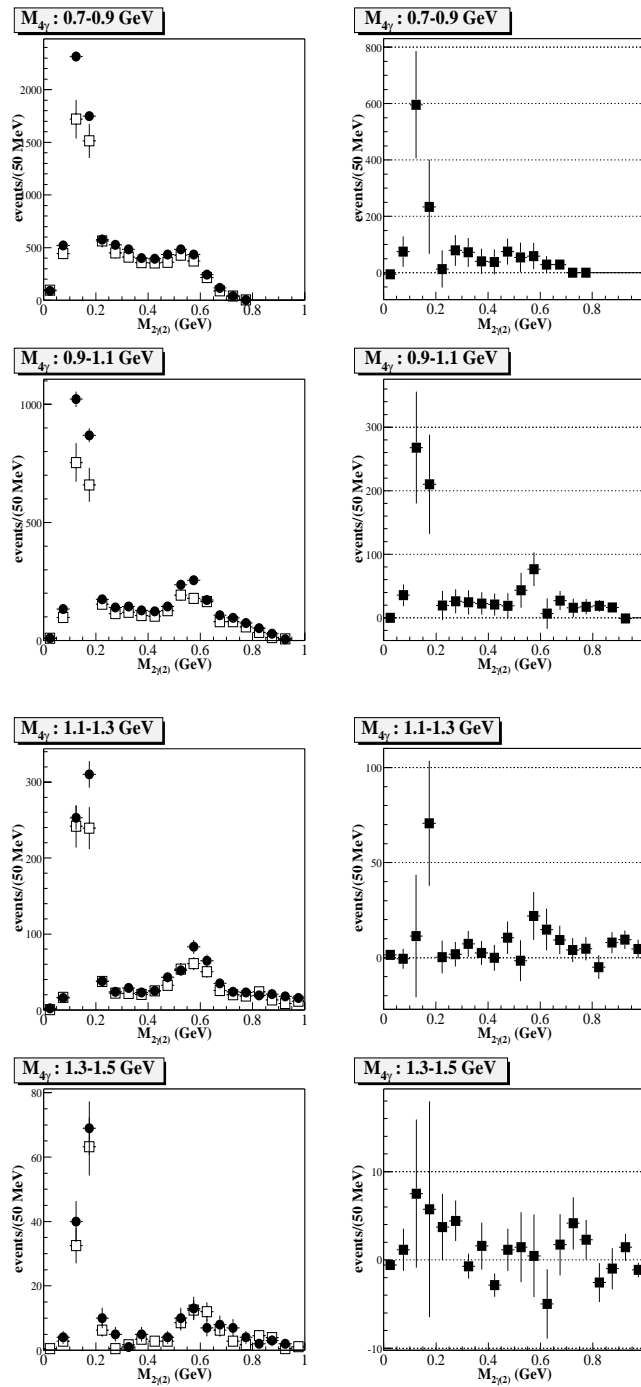 M4γ : 0.7-0.9 GeV
events/(50 MeV)
2000
1500
1000
500
0
0 0.2 0.4 0.6 0.8 1
M2γ(2) (GeV)
M4γ : 0.7-0.9 GeV
events/(50 MeV)
800
600
400
200
0
0 0.2 0.4 0.6 0.8
M2γ(2) (GeV)
M4γ : 0.9-1.1 GeV
events/(50 MeV)
1000
500
0
0 0.2 0.4 0.6 0.8 1
M2γ(2) (GeV)
M4γ : 0.9-1.1 GeV
events/(50 MeV)
300
200
100
0
0 0.2 0.4 0.6 0.8
M2γ(2) (GeV)
M4γ : 1.1-1.3 GeV
events/(50 MeV)
300
200
100
0
0 0.2 0.4 0.6 0.8 1
M2γ(2) (GeV)
M4γ : 1.1-1.3 GeV
events/(50 MeV)
100
50
0
0 0.2 0.4 0.6 0.8
M2γ(2) (GeV)
M4γ : 1.3-1.5 GeV
events/(50 MeV)
80
60
40
20
0
0 0.2 0.4 0.6 0.8 1
M2γ(2) (GeV)
M4γ : 1.3-1.5 GeV
events/(50 MeV)
10
0
-10
0 0.2 0.4 0.6 0.8
M2γ(2) (GeV)